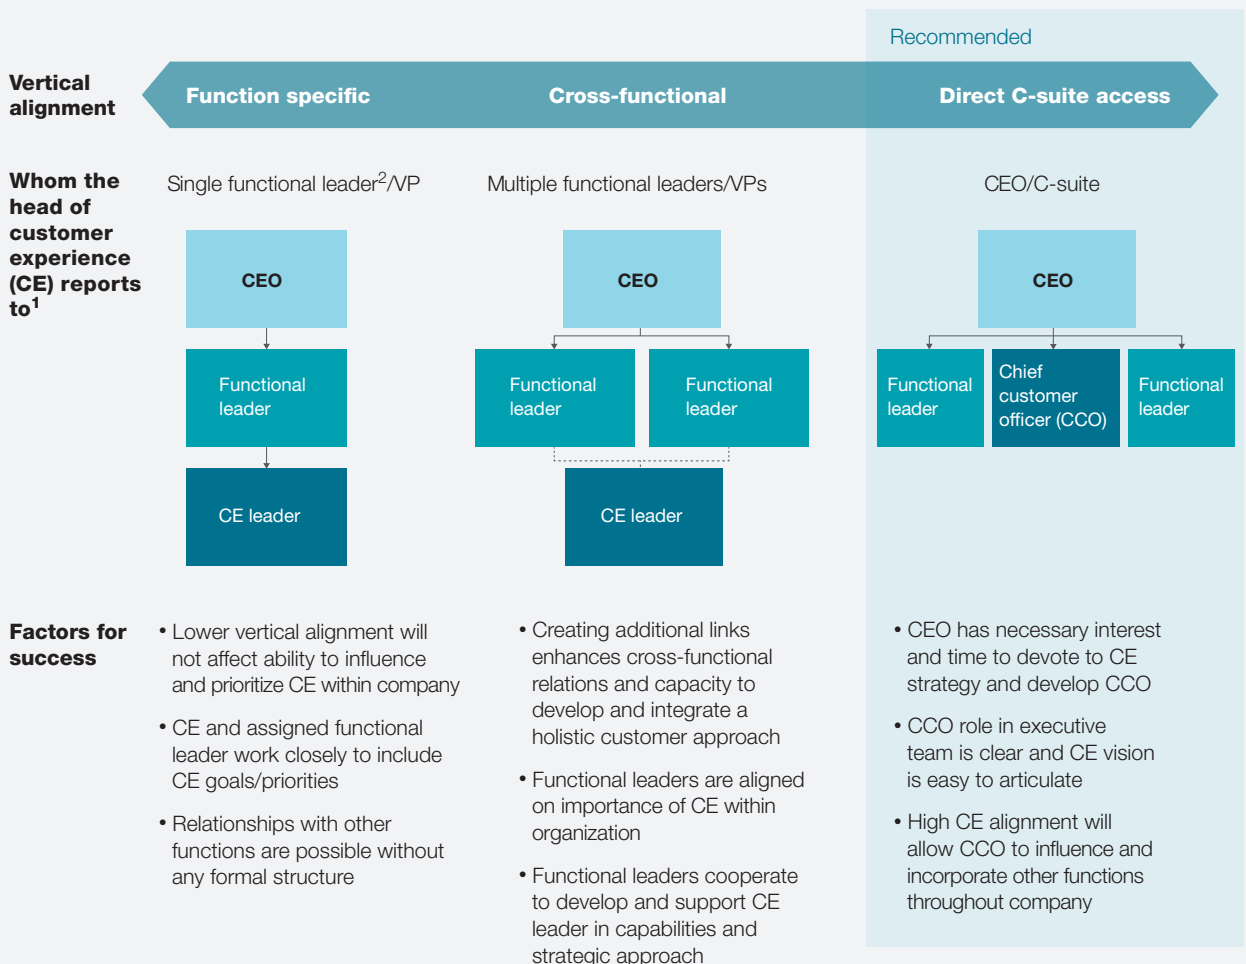 Recommended
Vertical
alignment
Function specific
Cross-functional
Direct C-suite access
Whom the
head of
customer
experience
(CE) reports
to1
Single functional leader2/VP
Multiple functional leaders/VPs
CEO/C-suite
CEO
Functional
leader
CE leader
CEO
Functional
leader
Functional
leader
CE leader
CEO
Functional
leader
Chief
customer
officer (CCO)
Functional
leader
Factors for
success
• Lower vertical alignment will
not affect ability to influence
and prioritize CE within company
• CE and assigned functional
leader work closely to include
CE goals/priorities
• Relationships with other
functions are possible without
any formal structure
• Creating additional links
enhances cross-functional
relations and capacity to
develop and integrate a
holistic customer approach
• Functional leaders are aligned
on importance of CE within
organization
• Functional leaders cooperate
to develop and support CE
leader in capabilities and
strategic approach
• CEO has necessary interest
and time to devote to CE
strategy and develop CCO
• CCO role in executive
team is clear and CE vision
is easy to articulate
• High CE alignment will
allow CCO to influence and
incorporate other functions
throughout company